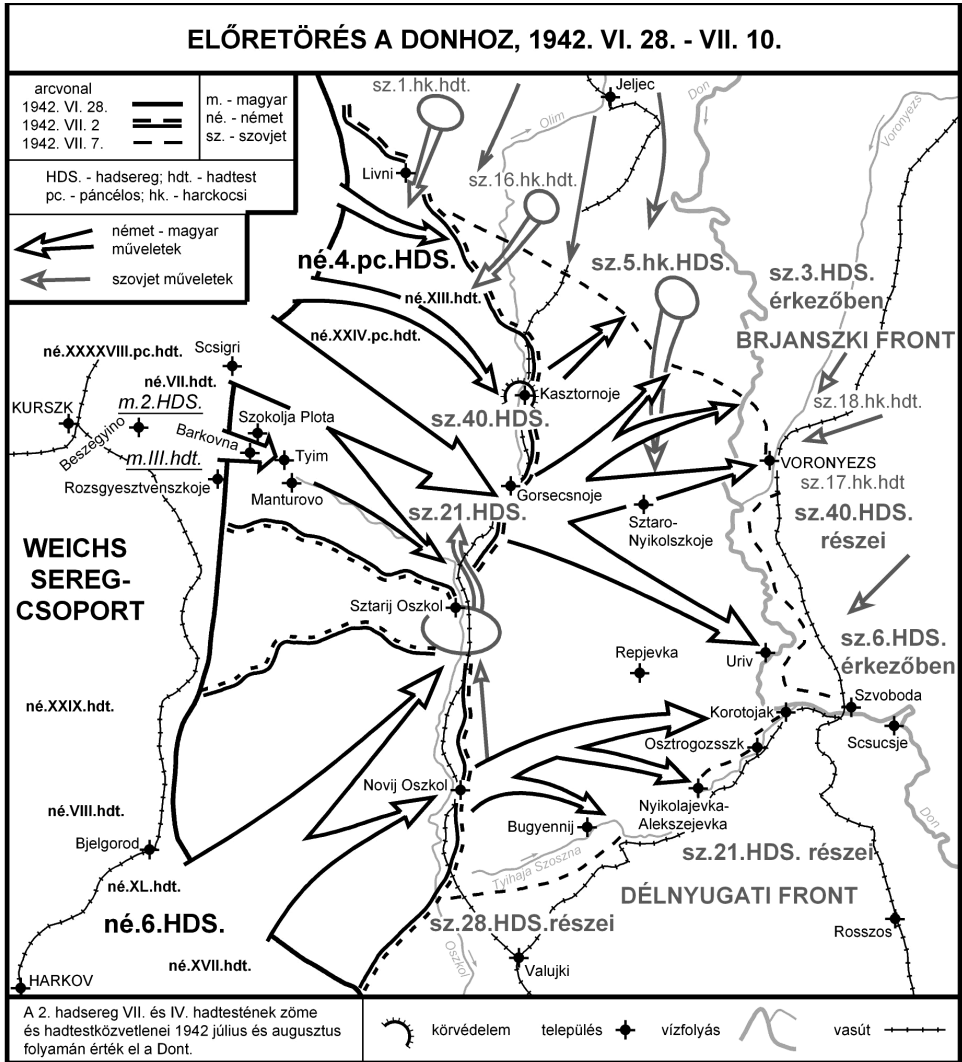 ELŐRETÖRÉS A DONHOZ, 1942. VI. 28. - VII. 10.
arcvonal
1942. VI. 28.
1942. VII. 2
1942. VII. 7.
m. - magyar
né. - német
sz. - szovjet
HDS. - hadsereg; hdt. - hadtest
pc. - páncélos; hk. - harckocsi
német - magyar
műveletek
szovjet műveletek
sz.1.hk.hdt.
Jeljec
Don
Voronyezs
Olim
Livni
sz.16.hk.hdt.
né.4.pc.HDS.
sz.5.hk.HDS.
sz.3.HDS.
érkezőben
né.XIII.hdt.
BRJANSZKI FRONT
né.XXIV.pc.hdt.
né.XXXXVIII.pc.hdt.
Scsigri
né.VII.hdt.
Kasztornoje
sz.18.hk.hdt.
KURSZK
m.2.HDS.
Beszegyino
Szokolja Plota
sz.40.HDS.
Barkovna
m.III.hdt.
Tyim
VORONYEZS
Rozsgyesztvenszkoje
Manturovo
Gorsecsnoje
sz.17.hk.hdt
sz.21.HDS.
Sztaro-
Nyikolszkoje
sz.40.HDS.
részei
WEICHS
SEREG-
CSOPORT
Sztarij Oszkol
Repjevka
Uriv
sz.6.HDS.
érkezőben
né.XXIX.hdt.
Szvoboda
Korotojak
Scsucsje
Osztrogozsszk
Novij Oszkol
né.VIII.hdt.
Nyikolajevka-
Alekszejevka
Don
Bugyennij
Bjelgorod
sz.21.HDS. részei
Tyihaja Szoszna
né.XL.hdt.
DÉLNYUGATI FRONT
né.6.HDS.
sz.28.HDS.részei
Rosszos
Oszkol
né.XVII.hdt.
Valujki
HARKOV
A 2. hadsereg VII. és IV. hadtestének zöme
és hadtestközvetlenei 1942 július és augusztus
folyamán érték el a Dont.
körvédelem
település
vízfolyás
vasút